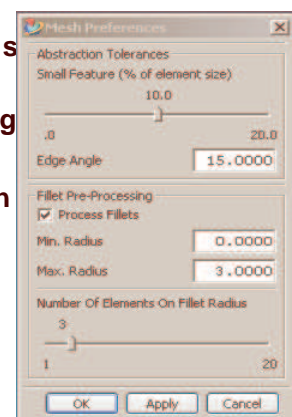 Mesh Preferences
s
Abstraction Tolerances
Small Feature (% of element size)
10.0
g
.0 20.0
Edge Angle 15.0000
n
Fillet Pre-Processing
Process Fillets
Min. Radius 0.0000
Max. Radius 3.0000
Number Of Elements On Fillet Radius
3
1 20
OK Apply Cancel